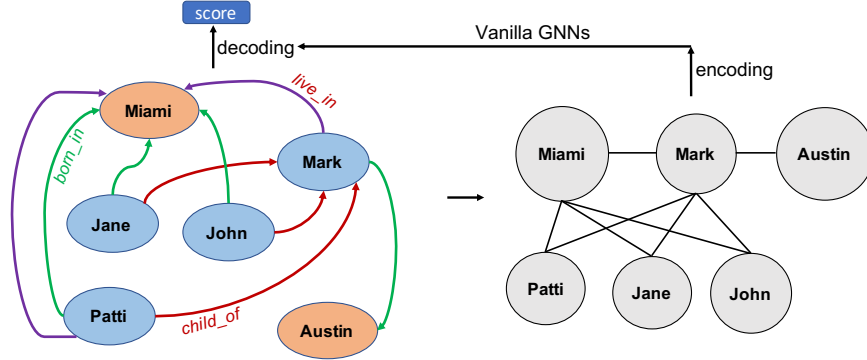 score
decoding
Vanilla GNNs
encoding
live_in
Miami
born_in
Mark
Jane
John
Patti
child_of
Austin
Miami
Mark
Austin
Patti
Jane
John